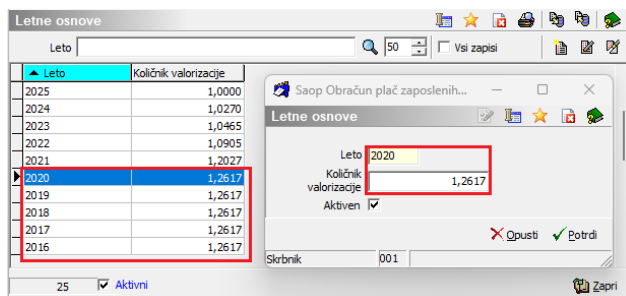 Letne osnove
Leto 50 Vsi zapisi
Leto Količnik valorizacije
2025 1,0000
2024 1,0270
2023 1,0465
2022 1,0905
2021 1,2027
2020 1,2617
2019 1,2617
2018 1,2617
2017 1,2617
2016 1,2617
25 Aktivni
Zapri
Saop Obračun plač zaposlenih...
Letne osnove
Leto 2020
Količnik
valorizacije 1,2617
Aktiven
Opusti Potrdi
Skrbnik 001